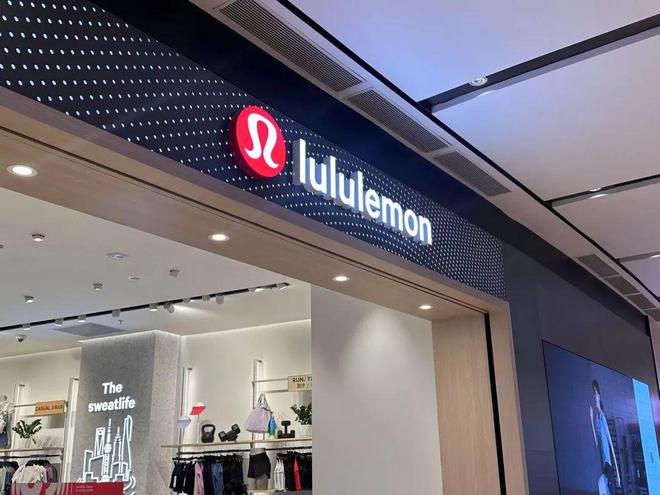 lululemon
The
sweatlife
CASUAL
RUN/T